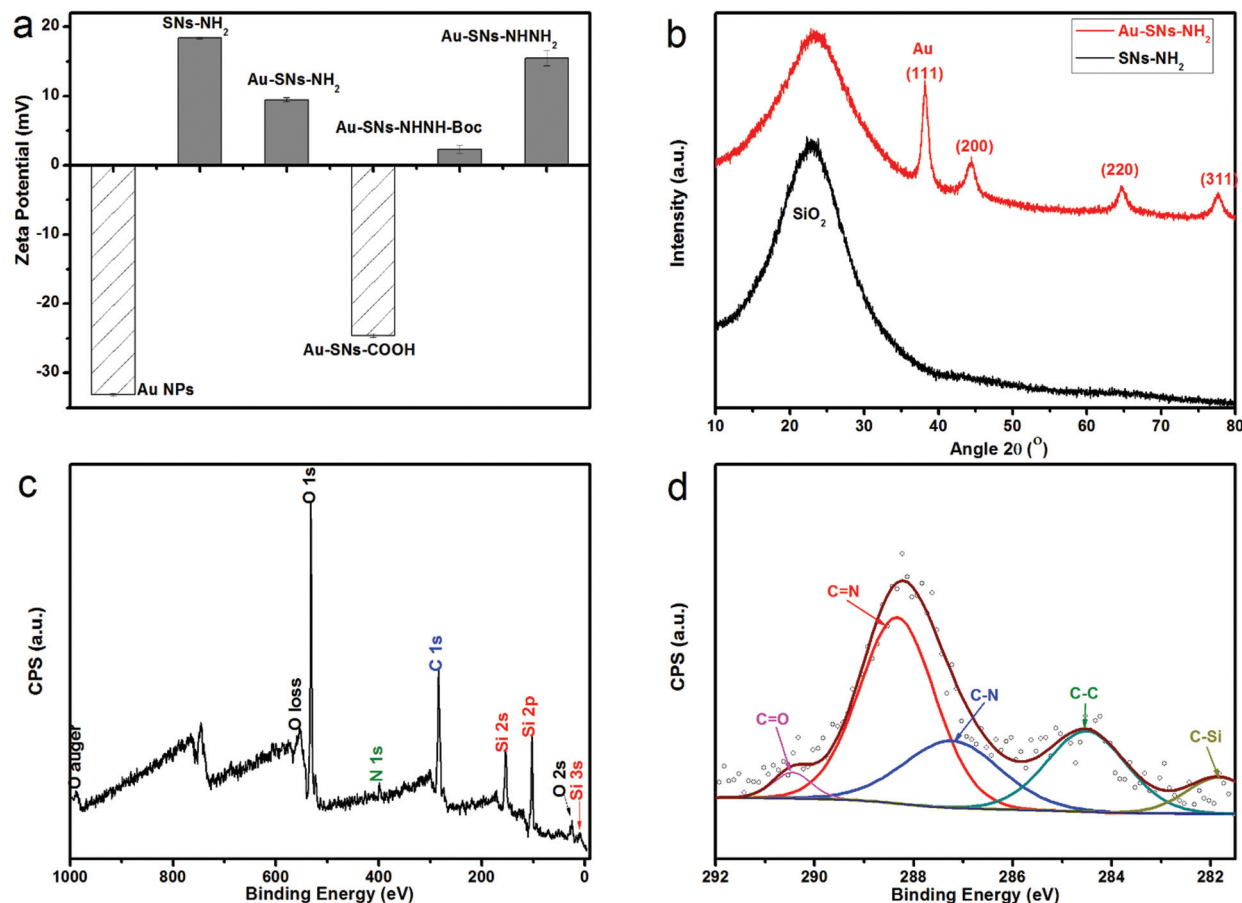 a
20
10
0
-10
-20
-30
Zeta Potential (mV)
SNs-NH₂
Au-SNs-NH₂
Au-SNs-NHNH-Boc
Au-SNs-NHNH₂
Au-SNs-COOH
Au NPs
b
Au-SNs-NH₂
SNs-NH₂
Au
(111)
(200)
(220)
(311)
SiO₂
Intensity (a.u.)
10 20 30 40 50 60 70 80
Angle 2θ (°)
c
O auger
O loss
O 1s
N 1s
C 1s
Si 2s
Si 2p
O 2s
Si 3s
CPS (a.u.)
1000 800 600 400 200 0
Binding Energy (eV)
d
C=O
C=N
C-N
C-C
C-Si
CPS (a.u.)
292 290 288 286 284 282
Binding Energy (eV)